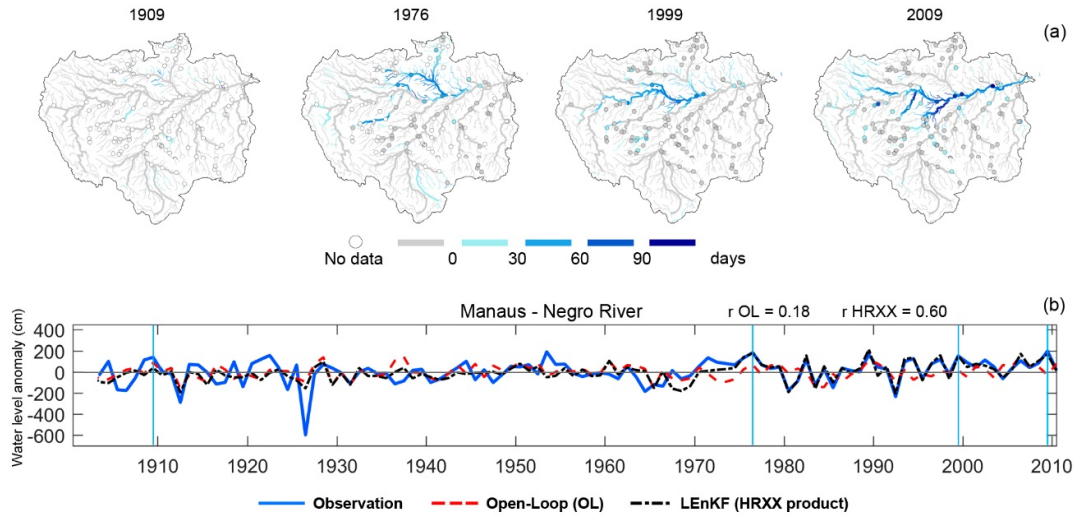 1909 1976 1999 2009
(a)
No data 0 30 60 90 days
Manaus - Negro River r OL = 0.18 r HRXX = 0.60 (b)
Water level anomaly (cm)
400
200
0
-200
-400
-600
1910 1920 1930 1940 1950 1960 1970 1980 1990 2000 2010
Observation Open-Loop (OL) LEnKF (HRXX product)